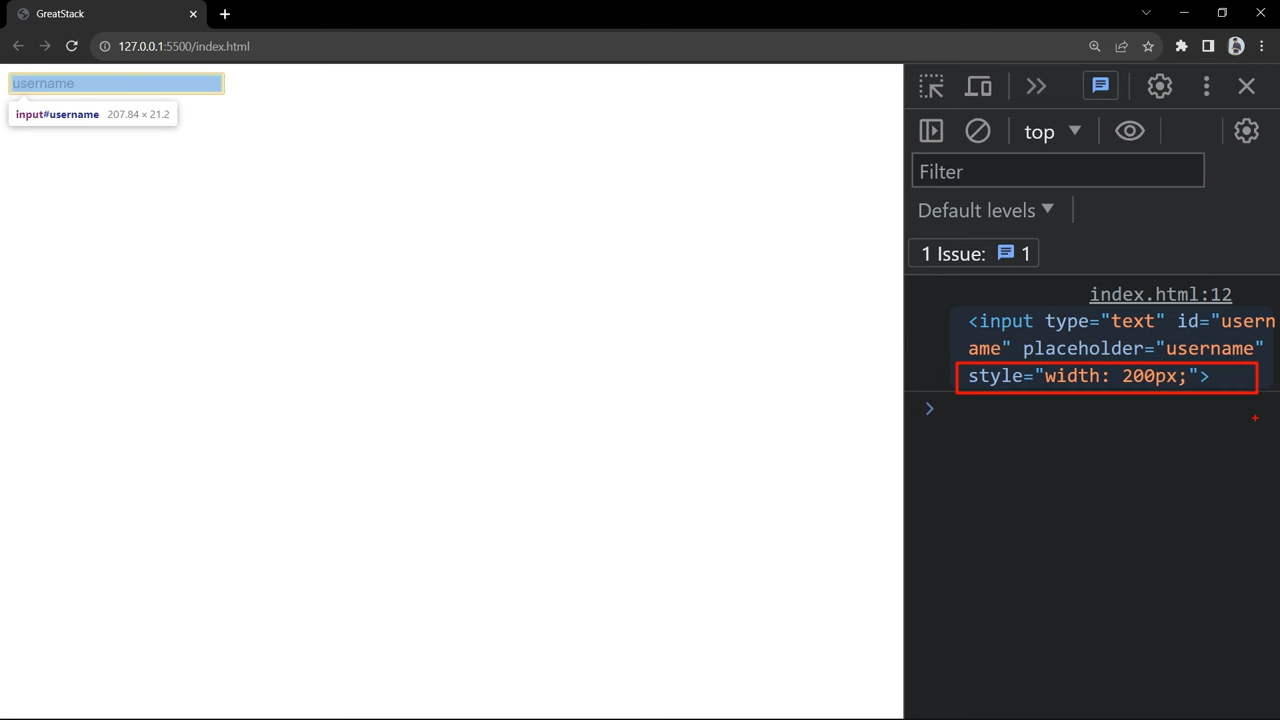 GreatStack
127.0.0.1:5500/index.html
username
input#username 207.84 × 21.2
top
Filter
Default levels
1 Issue: 1
index.html:12
<input type="text" id="usern
ame" placeholder="username"
style="width: 200px;">